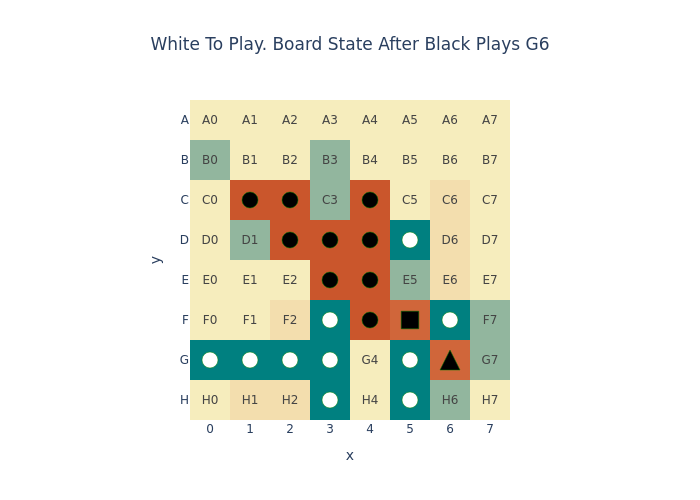 White To Play. Board State After Black Plays G6
A A0 A1 A2 A3 A4 A5 A6 A7
B B0 B1 B2 B3 B4 B5 B6 B7
C C0 C3 C5 C6 C7
D D0 D1 D6 D7
E E0 E1 E2 E5 E6 E7
F F0 F1 F2 F7
G G4 G7
H H0 H1 H2 H4 H6 H7
0 1 2 3 4 5 6 7
x
y